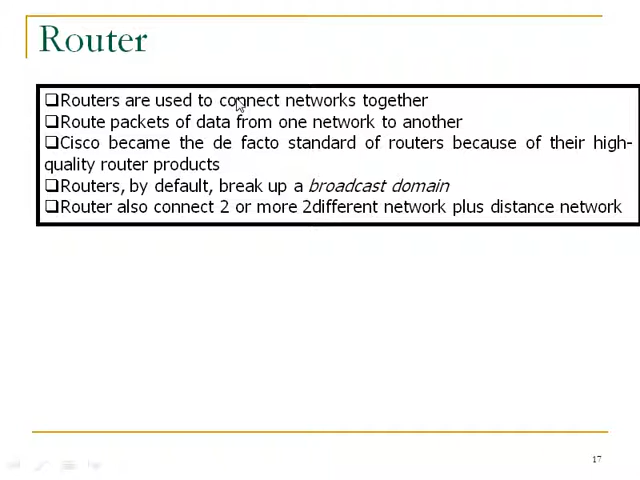 Router
❑Routers are used to connect networks together
❑Route packets of data from one network to another
❑Cisco became the de facto standard of routers because of their high-
quality router products
❑Routers, by default, break up a broadcast domain
❑Router also connect 2 or more 2different network plus distance network
17